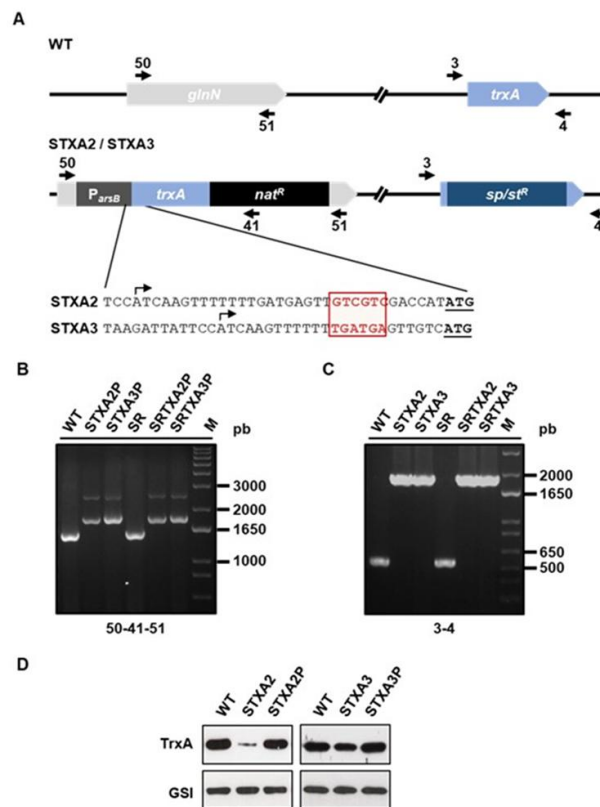 A
WT
50
3
glnN
trxA
51
4
STXA2 / STXA3
50
3
ParsB
trxA
natR
sp/stR
41
51
4
STXA2 TCCATCAAGTTTTTTTGATGAGTTGTCGTCGACCATATG
STXA3 TAAGATTATTCCATCAAGTTTTTTTGATGAGTTGTCATG
B
WT
STXA2P
STXA3P
SR
SRTXA2P
SRTXA3P
M
pb
3000
2000
1650
1000
50-41-51
C
WT
STXA2
STXA3
SR
SRTXA2
SRTXA3
M
pb
2000
1650
650
500
3-4
D
WT
STXA2
STXA2P
WT
STXA3
STXA3P
TrxA
GSI